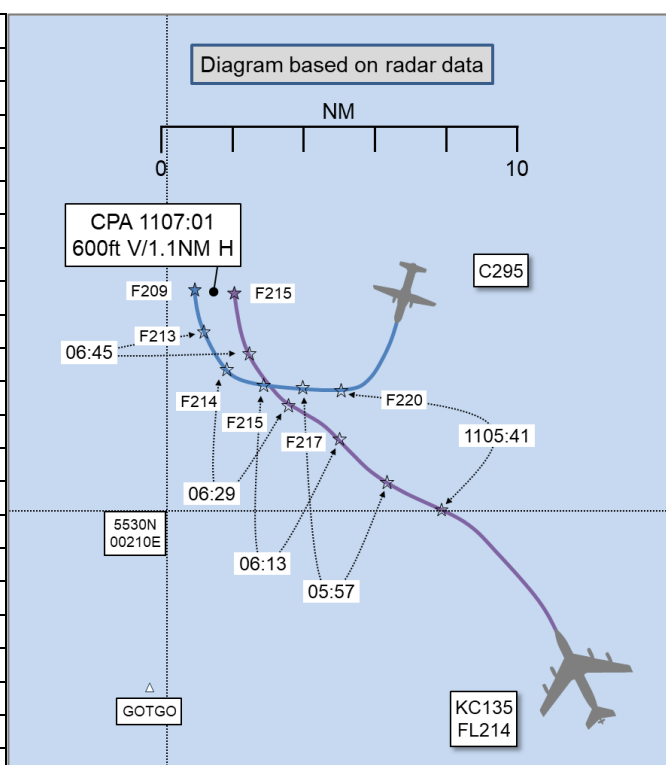 Diagram based on radar data
NM
0
10
CPA 1107:01
600ft V/1.1NM H
C295
F209
F215
F213
06:45
F214
F220
F215
F217
1105:41
06:29
5530N
00210E
06:13
05:57
GOTGO
KC135
FL214